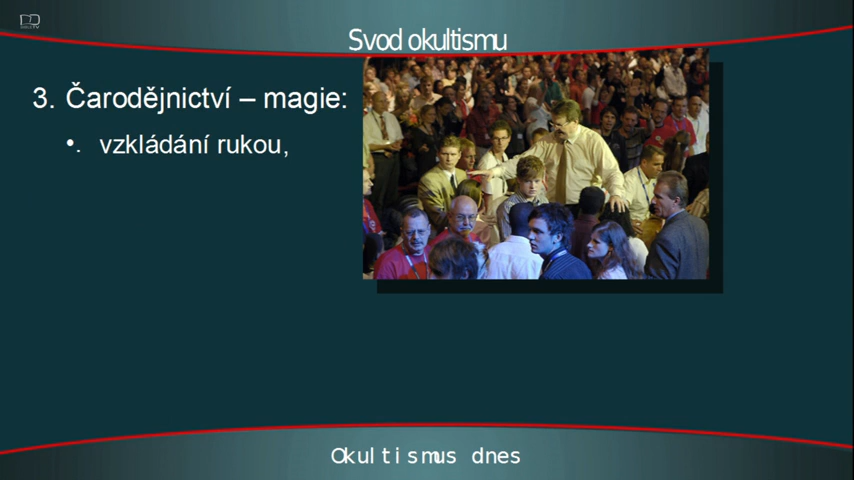 Svod okultismu
3. Čarodějnictví – magie:
•. vzkládání rukou,
Okultismus dnes